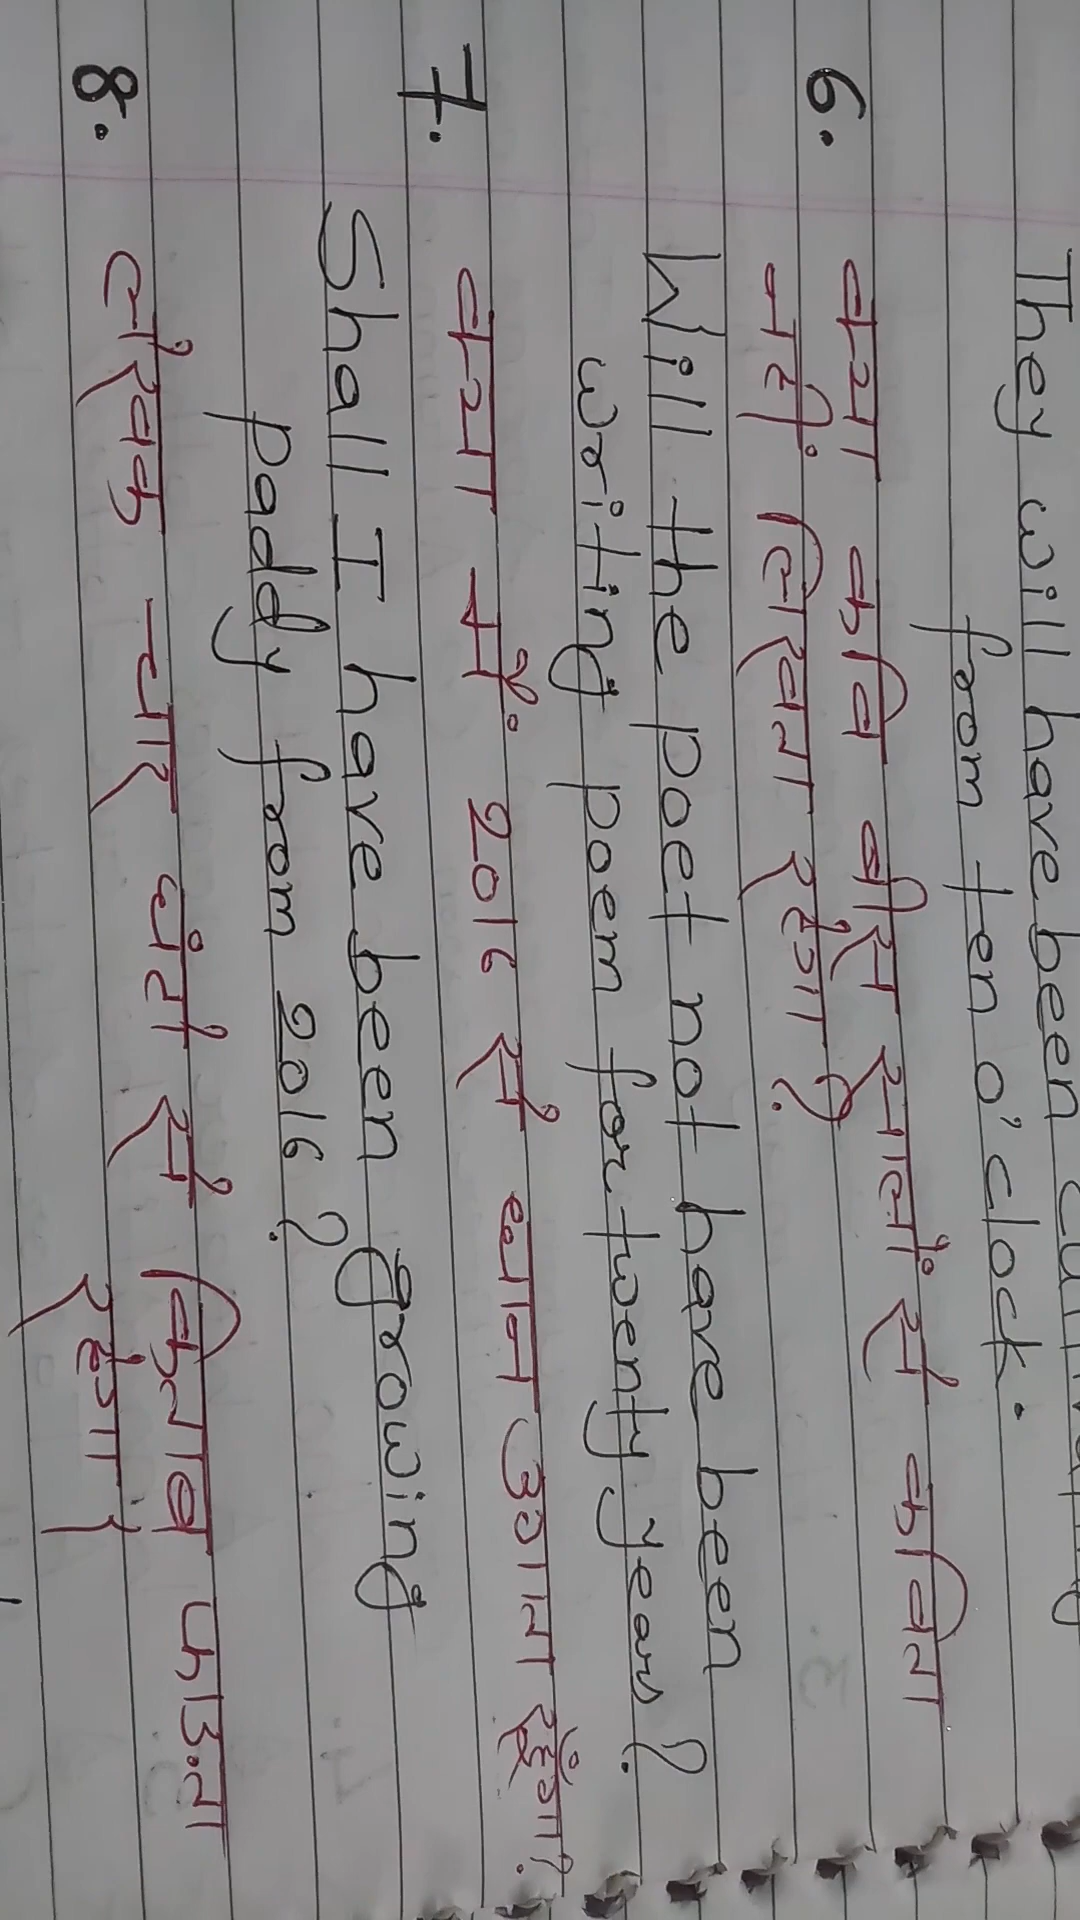 They will have been
from ten o'clock.
6. क्या कवि बीस सालों से कविता
नहीं लिखता रहेगा?
Will the poet not have been
writing poem for twenty years?
7. क्या मैं 2016 से धान उगाता रहूँगा?
Shall I have been growing
paddy from 2016?
8. लेखक चार घंटे से किताब फाड़ता
रहेगा।